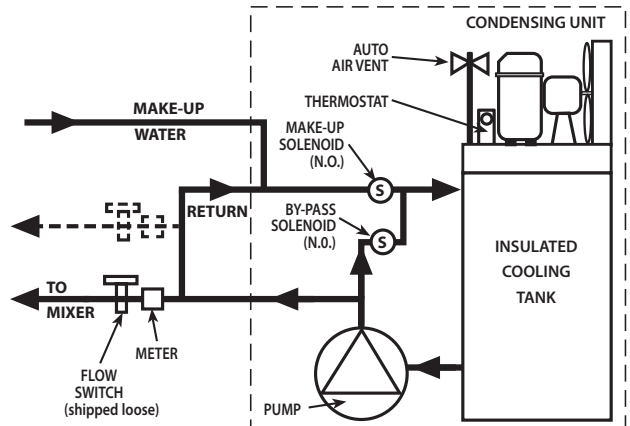 CONDENSING UNIT
AUTO
AIR VENT
THERMOSTAT
MAKE-UP
WATER
MAKE-UP
SOLENOID
(N.O.)
S
RETURN
BY-PASS
SOLENOID
(N.0.)
S
INSULATED
COOLING
TANK
TO
MIXER
METER
FLOW
SWITCH
(shipped loose)
PUMP